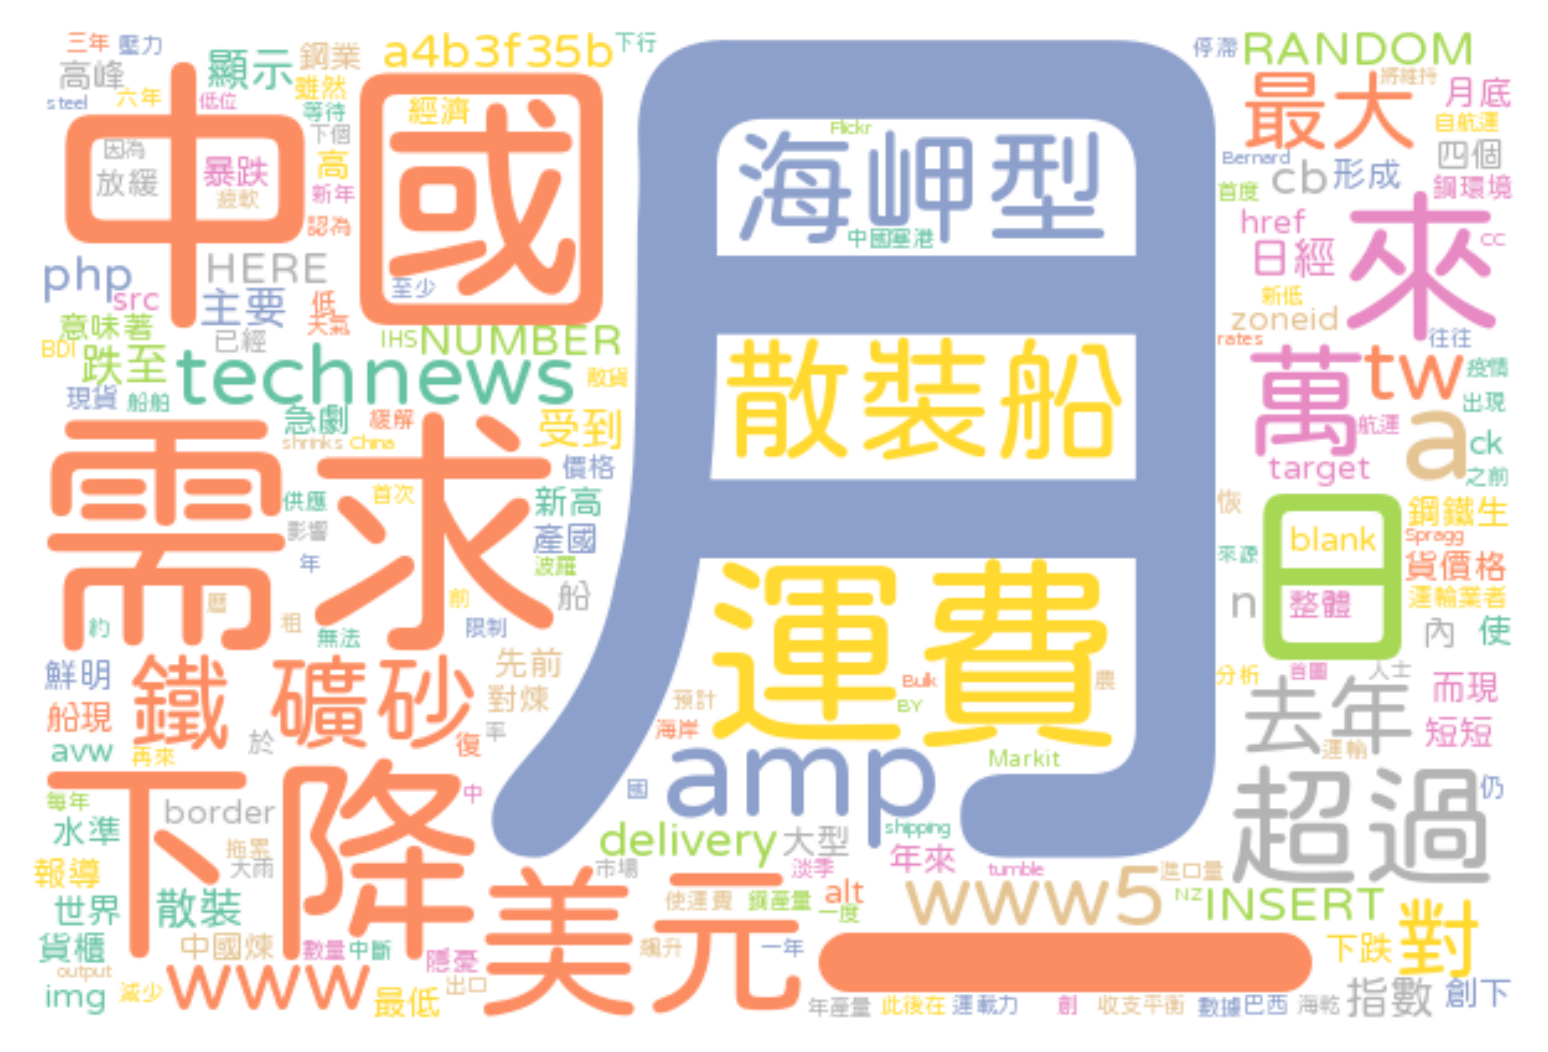 三年 壓力
高峰
顯示
鋼業
a4b3f35b
下行
steel
六年
低位
雖然
等待
經濟
中國
因為
放緩
暴跌
疲軟
下個
高
新年
認為
月
海岬型
Flickr
中國塞港
停滯
RANDOM
最大
將維持
月底
自航運
四個
Bernard
cb
形成
鋼環境
首度
href
日經
來
CC
新低
zoneid
rates
往往
php
src
HERE
主要
低
天氣
至少
意味著
已經
IHS
NUMBER
BDI
跌至
technews
散貨
現貨
船舶
急劇
緩解
shrinks
China
受到
散裝船
萬
tw
疫情
出現
航運
a
ck
target
之前
需求
供應
影響
首次
價格
新高
產國
波羅
年
曆
租
前
船
約
無法
限制
恢
來源
日
blank
整體
鋼鐵生
Spragg
貨價格
運輸業者
n
內
使
運費
Bulk
BY
農
預計
海岸
分析
首圖
人士
鮮明
鐵 礦砂
先前
對煉
率
船現
於
復
avw
再來
去年
運輸
而現
短短
amp
Markit
國
下降
每年
border
中
水準
拖累
大雨
報導
delivery
大型
shipping
年來
tumble
超過
仍
市場
淡季
進口量
世界
散裝
美元
使運費
鋼產量
alt
一度
www5
NZ
INSERT
貨櫃
中國煉
數量
中斷
隱憂
飆升
一年
一
下跌
對
output
img
減少
www
最低
出口
年產量
此後在
運載力
創
收支平衡
數據
巴西
海乾
指數
創下